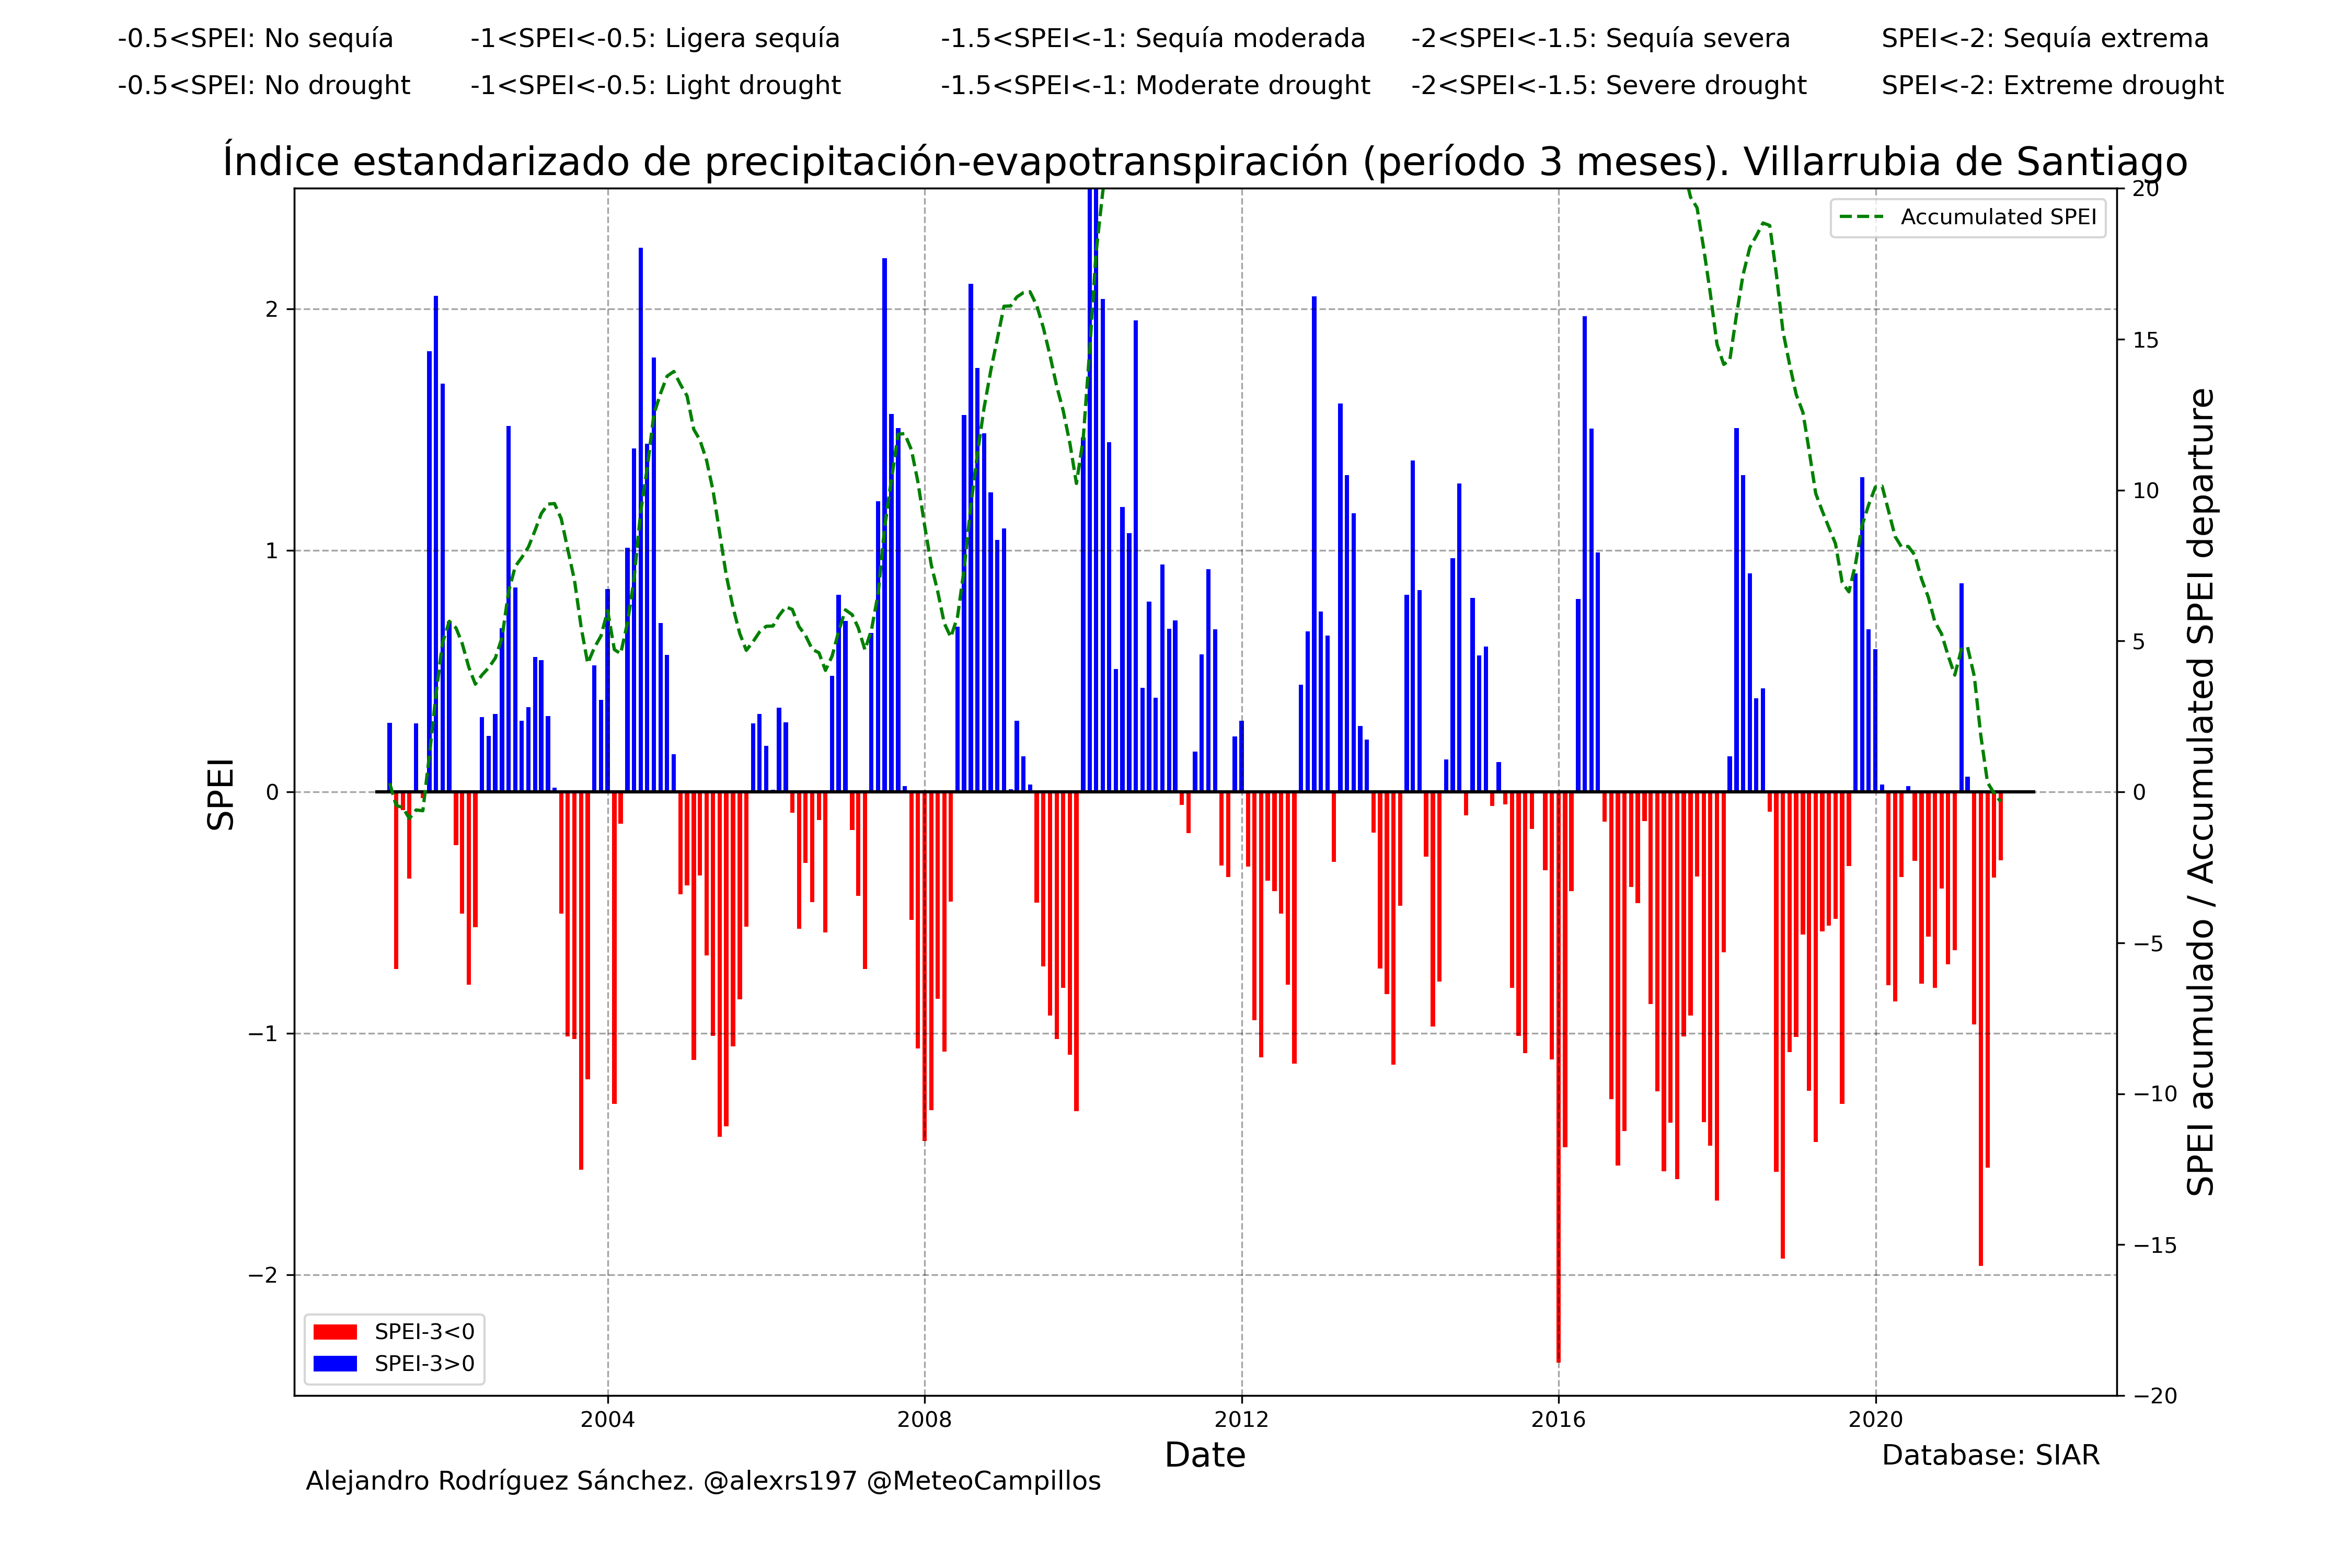 -0.5<SPEI: No sequía -1<SPEI<-0.5: Ligera sequía -1.5<SPEI<-1: Sequía moderada -2<SPEI<-1.5: Sequía severa SPEI<-2: Sequía extrema
-0.5<SPEI: No drought -1<SPEI<-0.5: Light drought -1.5<SPEI<-1: Moderate drought -2<SPEI<-1.5: Severe drought SPEI<-2: Extreme drought
Índice estandarizado de precipitación-evapotranspiración (período 3 meses). Villarrubia de Santiago
Accumulated SPEI
2
1
0
−1
−2
SPEI
20
15
10
5
0
−5
−10
−15
−20
SPEI acumulado / Accumulated SPEI departure
SPEI-3<0
SPEI-3>0
2004 2008 2012 2016 2020
Date
Database: SIAR
Alejandro Rodríguez Sánchez. @alexrs197 @MeteoCampillos